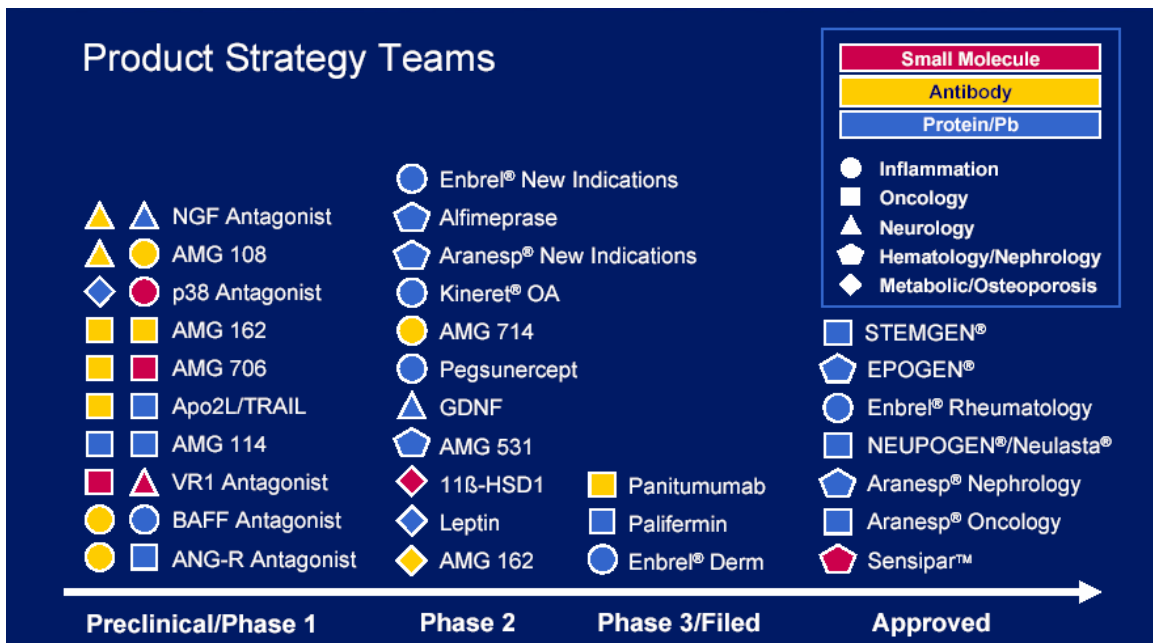 Product Strategy Teams
Small Molecule
Antibody
Protein/Pb
Inflammation
Oncology
Neurology
Hematology/Nephrology
Metabolic/Osteoporosis
NGF Antagonist
AMG 108
p38 Antagonist
AMG 162
AMG 706
Apo2L/TRAIL
AMG 114
VR1 Antagonist
BAFF Antagonist
ANG-R Antagonist
Enbrel® New Indications
Alfimeprase
Aranesp® New Indications
Kineret® OA
AMG 714
Pegsunercept
GDNF
AMG 531
11ß-HSD1
Leptin
AMG 162
Panitumumab
Palifermin
Enbrel® Derm
STEMGEN®
EPOGEN®
Enbrel® Rheumatology
NEUPOGEN®/Neulasta®
Aranesp® Nephrology
Aranesp® Oncology
Sensipar™
Preclinical/Phase 1
Phase 2
Phase 3/Filed
Approved